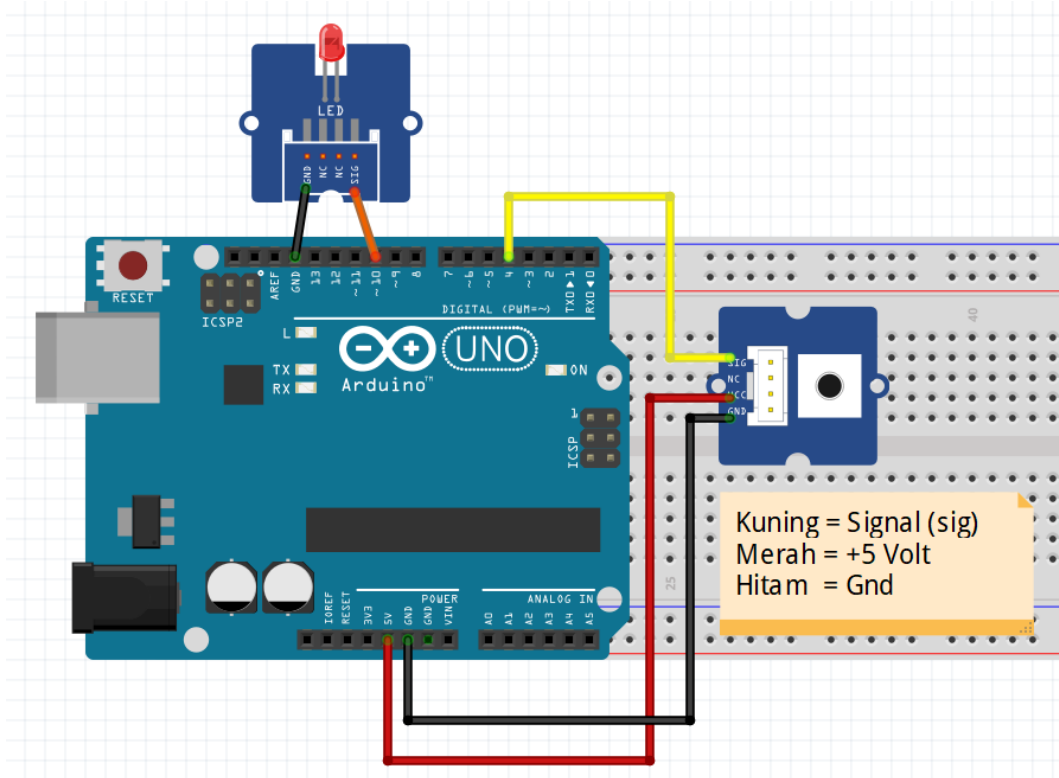 LED
GND
NC
NC
SIG
RESET
ICSP2
AREF
GND
13
12
~11
~10
~9
8
7
~6
~5
4
~3
2
TX0▶1
RX0◀0
DIGITAL (PWM=~)
L
TX
RX
UNO
Arduino™
ON
1
ICSP
SIG
NC
VCC
GND
40
25
IOREF
RESET
3V3
5V
GND
GND
VIN
POWER
ANALOG IN
A0
A1
A2
A3
A4
A5
Kuning = Signal (sig)
Merah = +5 Volt
Hitam = Gnd